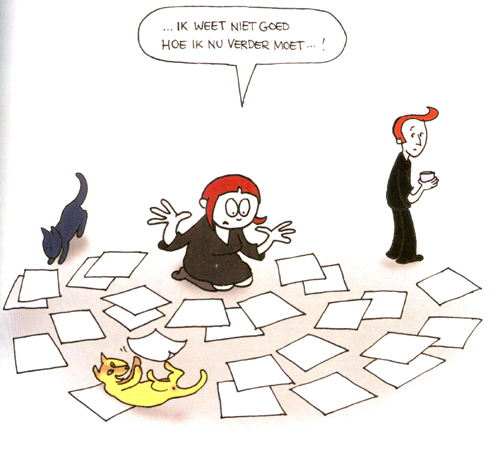 ...IK WEET NIET GOED
HOE IK NU VERDER MOET...!